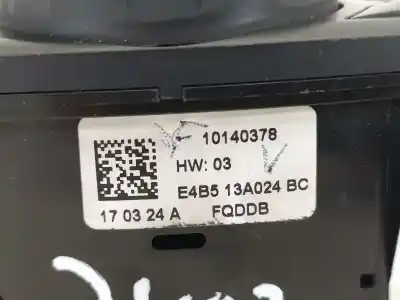 10140378
HW: 03
E4B5 13A024 BC
17 03 24 A FQDDB